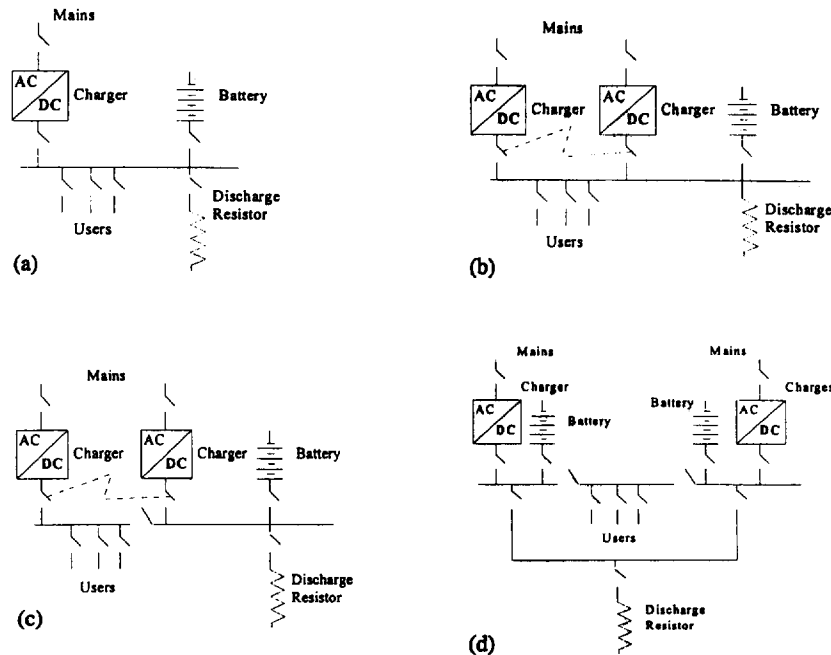 Mains
AC
DC
Charger
Battery
Users
Discharge
Resistor
(a)
Mains
AC
DC
Charger
AC
DC
Charger
Battery
Users
Discharge
Resistor
(b)
Mains
AC
DC
Charger
AC
DC
Charger
Battery
Users
Discharge
Resistor
(c)
Mains
Charger
AC
DC
Battery
Mains
Charger
Battery
AC
DC
Users
Discharge
Resistor
(d)